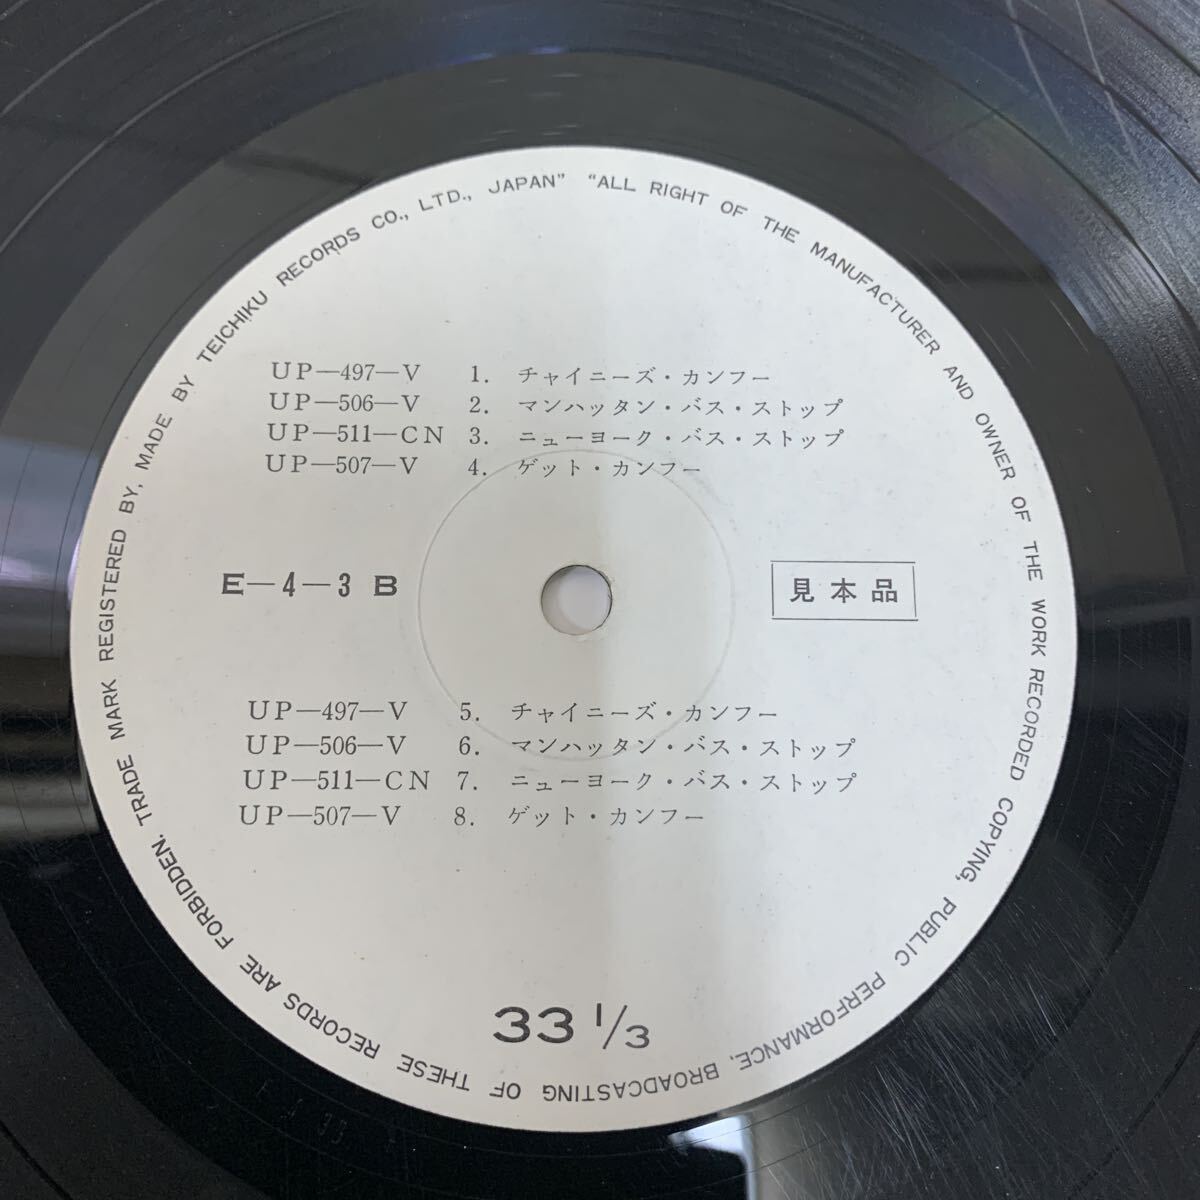 "ALL RIGHT OF THE MANUFACTURER AND OWNER OF THE WORK RECORDED COPYING, PUBLIC PERFORMANCE, BROADCASTING OF THESE RECORDS ARE FORBIDDEN, TRADE MARK REGISTERED BY, MADE BY TEICHIKU RECORDS CO., LTD., JAPAN"
UP—497—V 1. チャイニーズ・カンフー
UP—506—V 2. マンハッタン・バス・ストップ
UP—511—CN 3. ニューヨーク・バス・ストップ
UP—507—V 4. ゲット・カンフー
E—4—3 B
見本品
UP—497—V 5. チャイニーズ・カンフー
UP—506—V 6. マンハッタン・バス・ストップ
UP—511—CN 7. ニューヨーク・バス・ストップ
UP—507—V 8. ゲット・カンフー
33 1/3